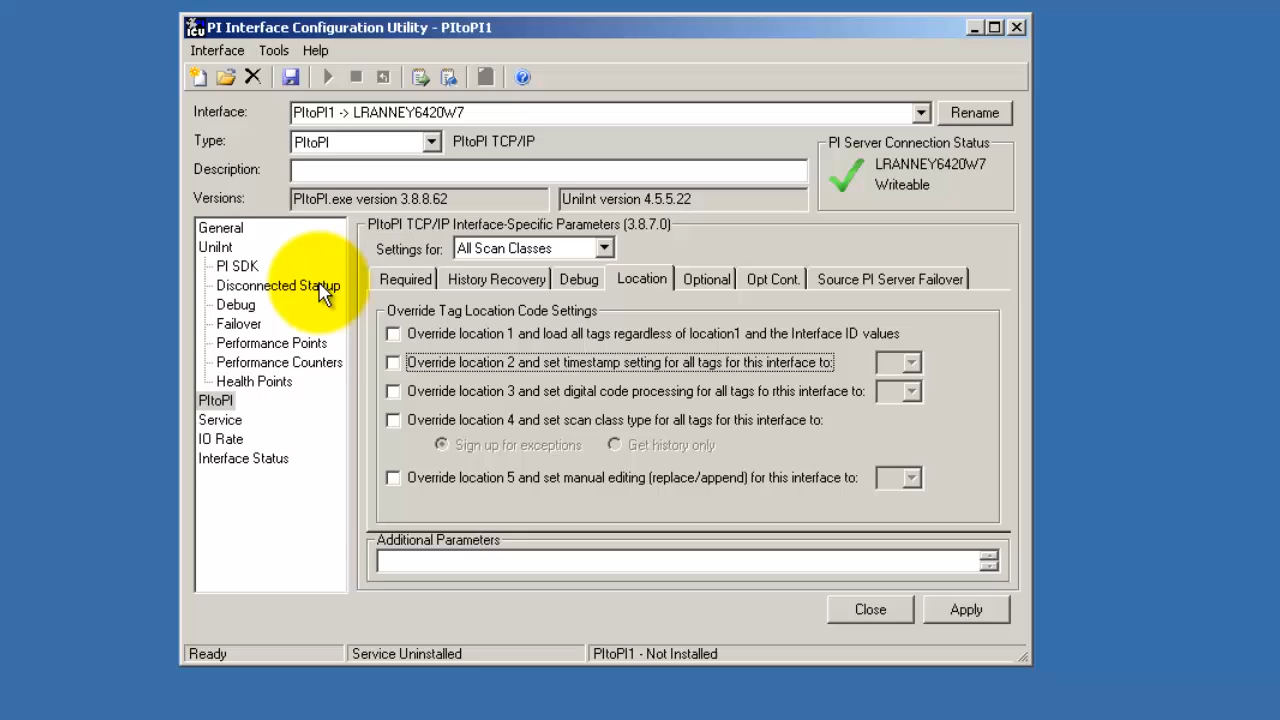 PI Interface Configuration Utility - PItoPI1
Interface Tools Help
Interface: PItoPI1 -> LRANNEY6420W7 Rename
Type: PItoPI PItoPI TCP/IP
PI Server Connection Status
LRANNEY6420W7
Writeable
Description:
Versions: PItoPI.exe version 3.8.8.62 UniInt version 4.5.5.22
General
UniInt
PI SDK
Disconnected Startup
Debug
Failover
Performance Points
Performance Counters
Health Points
PItoPI
Service
IO Rate
Interface Status
PItoPI TCP/IP Interface-Specific Parameters (3.8.7.0)
Settings for: All Scan Classes
Required History Recovery Debug Location Optional Opt Cont. Source PI Server Failover
Override Tag Location Code Settings
Override location 1 and load all tags regardless of location1 and the Interface ID values
Override location 2 and set timestamp setting for all tags for this interface to:
Override location 3 and set digital code processing for all tags fo rthis interface to:
Override location 4 and set scan class type for all tags for this interface to:
Sign up for exceptions Get history only
Override location 5 and set manual editing (replace/append) for this interface to:
Additional Parameters
Close Apply
Ready Service Uninstalled PItoPI1 - Not Installed